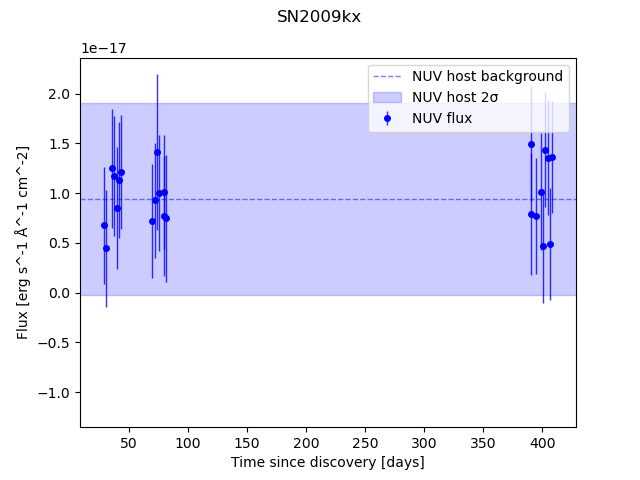 SN2009kx
1e−17
NUV host background
NUV host 2σ
NUV flux
2.0
1.5
1.0
0.5
0.0
−0.5
−1.0
Flux [erg s^-1 Å^-1 cm^-2]
50 100 150 200 250 300 350 400
Time since discovery [days]